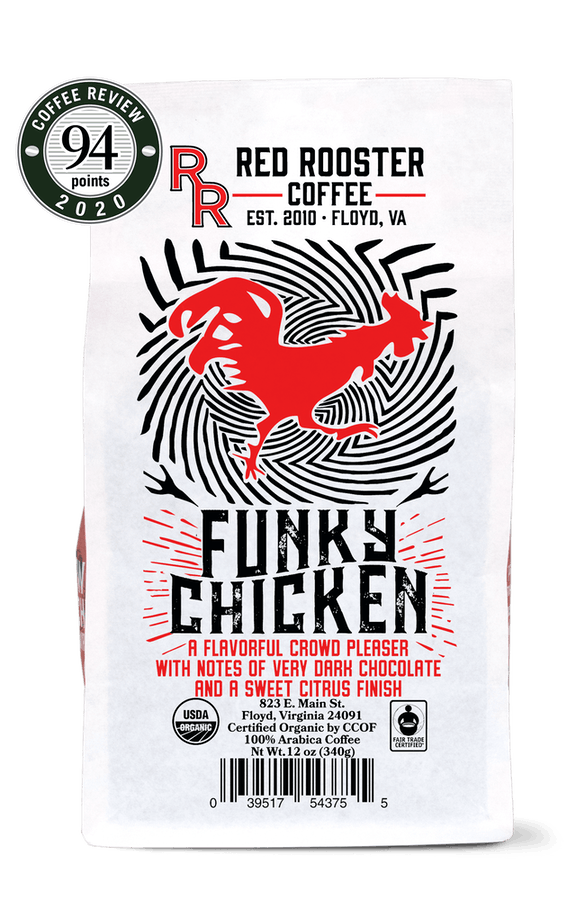 COFFEE REVIEW
94
points
2020
RR
RED ROOSTER
COFFEE
EST. 2010 · FLOYD, VA
FUNKY
CHICKEN
A FLAVORFUL CROWD PLEASER
WITH NOTES OF VERY DARK CHOCOLATE
AND A SWEET CITRUS FINISH
823 E. Main St.
Floyd, Virginia 24091
Certified Organic by CCOF
100% Arabica Coffee
Nt Wt. 12 oz (340g)
USDA
ORGANIC
FAIR TRADE
CERTIFIED
0 39517 54375 5